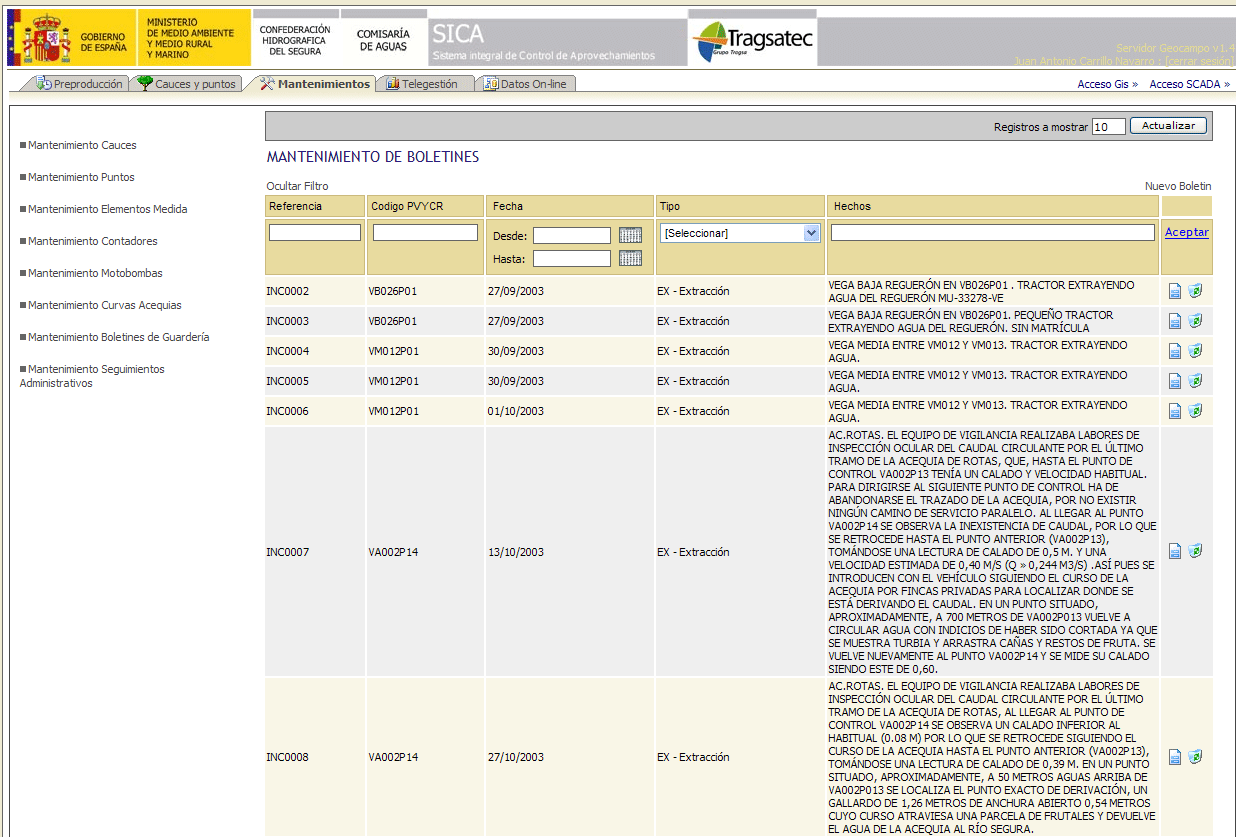 GOBIERNO
DE ESPAÑA
MINISTERIO
DE MEDIO AMBIENTE
Y MEDIO RURAL
Y MARINO
CONFEDERACIÓN
HIDROGRAFICA
DEL SEGURA
COMISARÍA
DE AGUAS
SICA
Sistema integral de Control de Aprovechamientos
Tragsatec
Grupo Tragsa
Servidor Geocampo v1.4
Juan Antonio Carrillo Navarro : [cerrar sesión]
Preproducción
Cauces y puntos
Mantenimientos
Telegestión
Datos On-line
Acceso Gis »
Acceso SCADA »
Mantenimiento Cauces
Mantenimiento Puntos
Mantenimiento Elementos Medida
Mantenimiento Contadores
Mantenimiento Motobombas
Mantenimiento Curvas Acequias
Mantenimiento Boletines de Guardería
Mantenimiento Seguimientos
Administrativos
Registros a mostrar 10 Actualizar
MANTENIMIENTO DE BOLETINES
Ocultar Filtro
Nuevo Boletin
Referencia Codigo PVYCR Fecha Tipo Hechos
Desde: [Seleccionar] Aceptar
Hasta:
INC0002 VB026P01 27/09/2003 EX - Extracción
VEGA BAJA REGUERÓN EN VB026P01 . TRACTOR EXTRAYENDO
AGUA DEL REGUERÓN MU-33278-VE
INC0003 VB026P01 27/09/2003 EX - Extracción
VEGA BAJA REGUERÓN EN VB026P01. PEQUEÑO TRACTOR
EXTRAYENDO AGUA DEL REGUERÓN. SIN MATRÍCULA
INC0004 VM012P01 30/09/2003 EX - Extracción
VEGA MEDIA ENTRE VM012 Y VM013. TRACTOR EXTRAYENDO
AGUA.
INC0005 VM012P01 30/09/2003 EX - Extracción
VEGA MEDIA ENTRE VM012 Y VM013. TRACTOR EXTRAYENDO
AGUA.
INC0006 VM012P01 01/10/2003 EX - Extracción
VEGA MEDIA ENTRE VM012 Y VM013. TRACTOR EXTRAYENDO
AGUA.
INC0007 VA002P14 13/10/2003 EX - Extracción
AC.ROTAS. EL EQUIPO DE VIGILANCIA REALIZABA LABORES DE
INSPECCIÓN OCULAR DEL CAUDAL CIRCULANTE POR EL ÚLTIMO
TRAMO DE LA ACEQUIA DE ROTAS, QUE, HASTA EL PUNTO DE
CONTROL VA002P13 TENÍA UN CALADO Y VELOCIDAD HABITUAL.
PARA DIRIGIRSE AL SIGUIENTE PUNTO DE CONTROL HA DE
ABANDONARSE EL TRAZADO DE LA ACEQUIA, POR NO EXISTIR
NINGÚN CAMINO DE SERVICIO PARALELO. AL LLEGAR AL PUNTO
VA002P14 SE OBSERVA LA INEXISTENCIA DE CAUDAL, POR LO QUE
SE RETROCEDE HASTA EL PUNTO ANTERIOR (VA002P13),
TOMÁNDOSE UNA LECTURA DE CALADO DE 0,5 M. Y UNA
VELOCIDAD ESTIMADA DE 0,40 M/S (Q » 0,244 M3/S) .ASÍ PUES SE
INTRODUCEN CON EL VEHÍCULO SIGUIENDO EL CURSO DE LA
ACEQUIA POR FINCAS PRIVADAS PARA LOCALIZAR DONDE SE
ESTÁ DERIVANDO EL CAUDAL. EN UN PUNTO SITUADO,
APROXIMADAMENTE, A 700 METROS DE VA002P013 VUELVE A
CIRCULAR AGUA CON INDICIOS DE HABER SIDO CORTADA YA QUE
SE MUESTRA TURBIA Y ARRASTRA CAÑAS Y RESTOS DE FRUTA. SE
VUELVE NUEVAMENTE AL PUNTO VA002P14 Y SE MIDE SU CALADO
SIENDO ESTE DE 0,60.
INC0008 VA002P14 27/10/2003 EX - Extracción
AC.ROTAS. EL EQUIPO DE VIGILANCIA REALIZABA LABORES DE
INSPECCIÓN OCULAR DEL CAUDAL CIRCULANTE POR EL ÚLTIMO
TRAMO DE LA ACEQUIA DE ROTAS, AL LLEGAR AL PUNTO DE
CONTROL VA002P14 SE OBSERVA UN CALADO INFERIOR AL
HABITUAL (0.08 M) POR LO QUE SE RETROCEDE SIGUIENDO EL
CURSO DE LA ACEQUIA HASTA EL PUNTO ANTERIOR (VA002P13),
TOMÁNDOSE UNA LECTURA DE CALADO DE 0,39 M. EN UN PUNTO
SITUADO, APROXIMADAMENTE, A 50 METROS AGUAS ARRIBA DE
VA002P013 SE LOCALIZA EL PUNTO EXACTO DE DERIVACIÓN, UN
GALLARDO DE 1,26 METROS DE ANCHURA ABIERTO 0,54 METROS
CUYO CURSO ATRAVIESA UNA PARCELA DE FRUTALES Y DEVUELVE
EL AGUA DE LA ACEQUIA AL RÍO SEGURA.